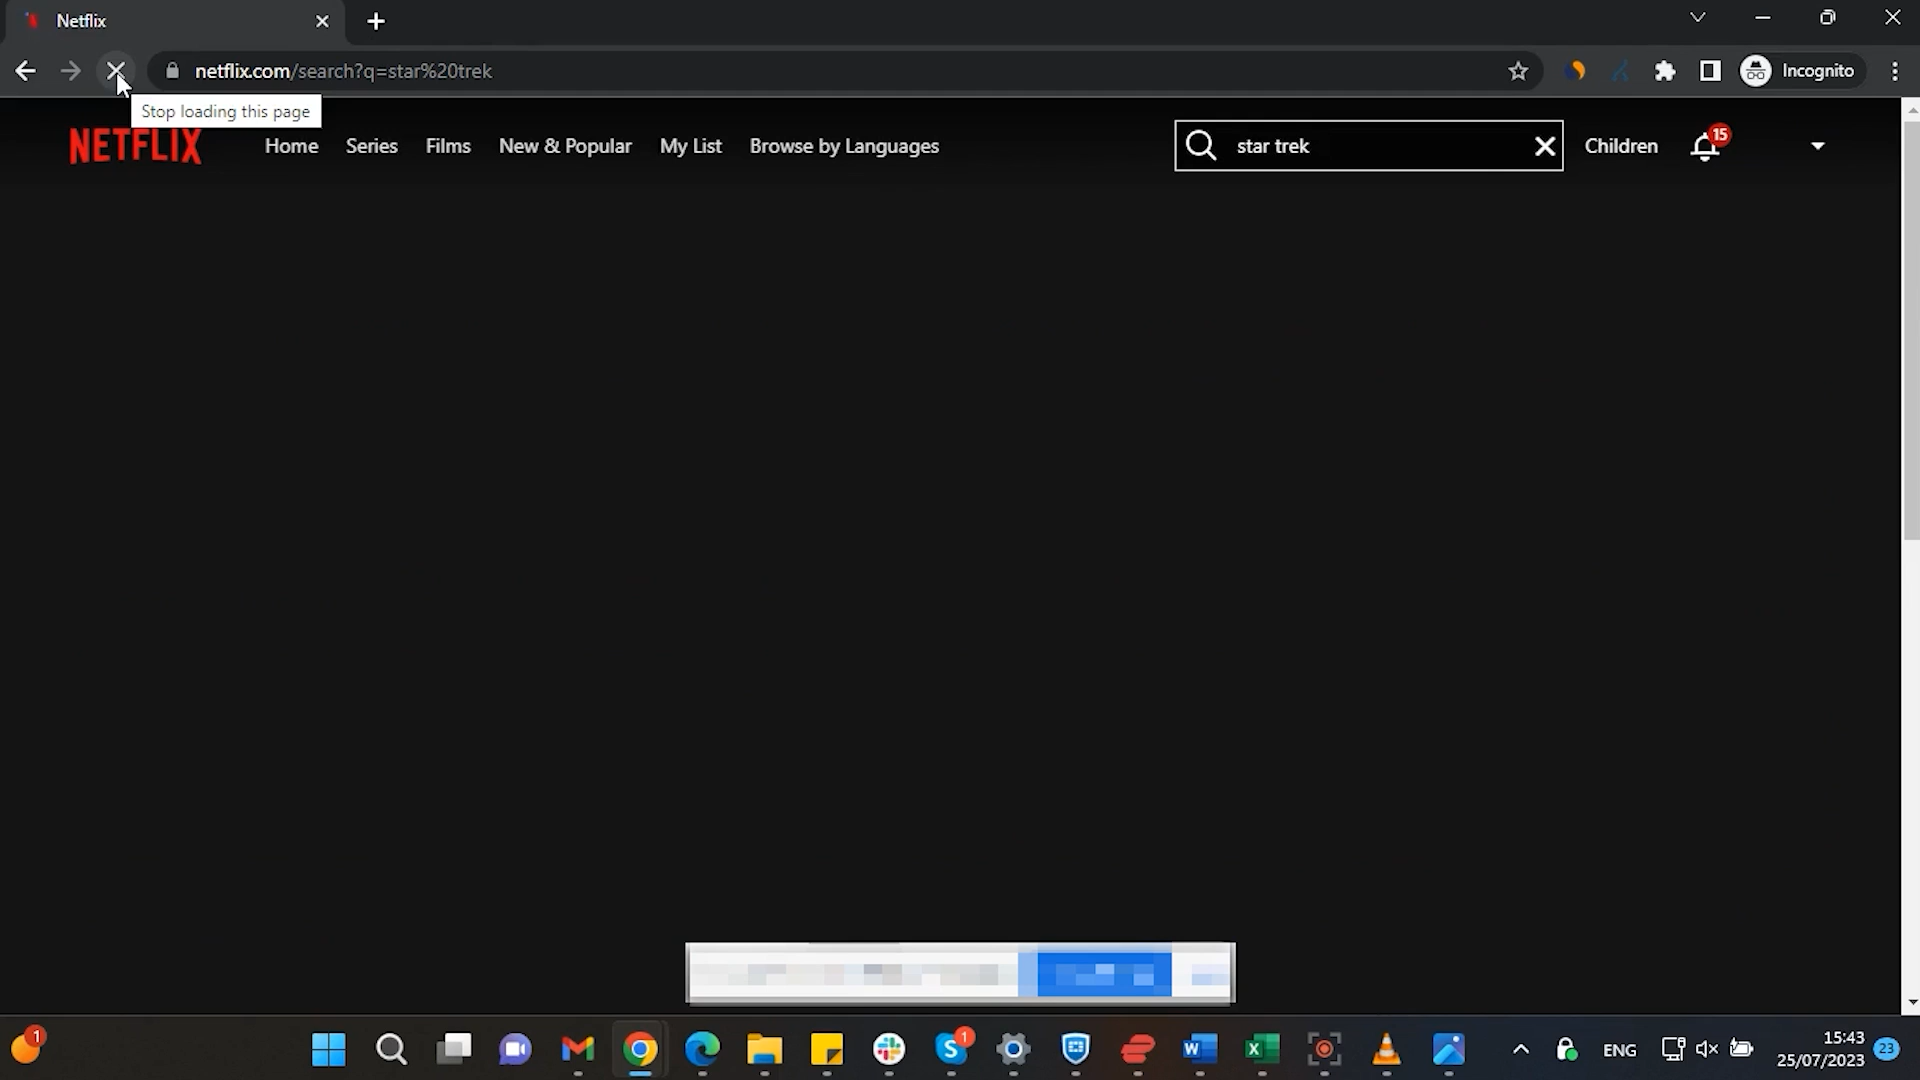 Netflix
netflix.com/search?q=star%20trek
Incognito
Stop loading this page
NETFLIX
Home
Series
Films
New & Popular
My List
Browse by Languages
star trek
Children
15
1
1
ENG
15:43
25/07/2023
23